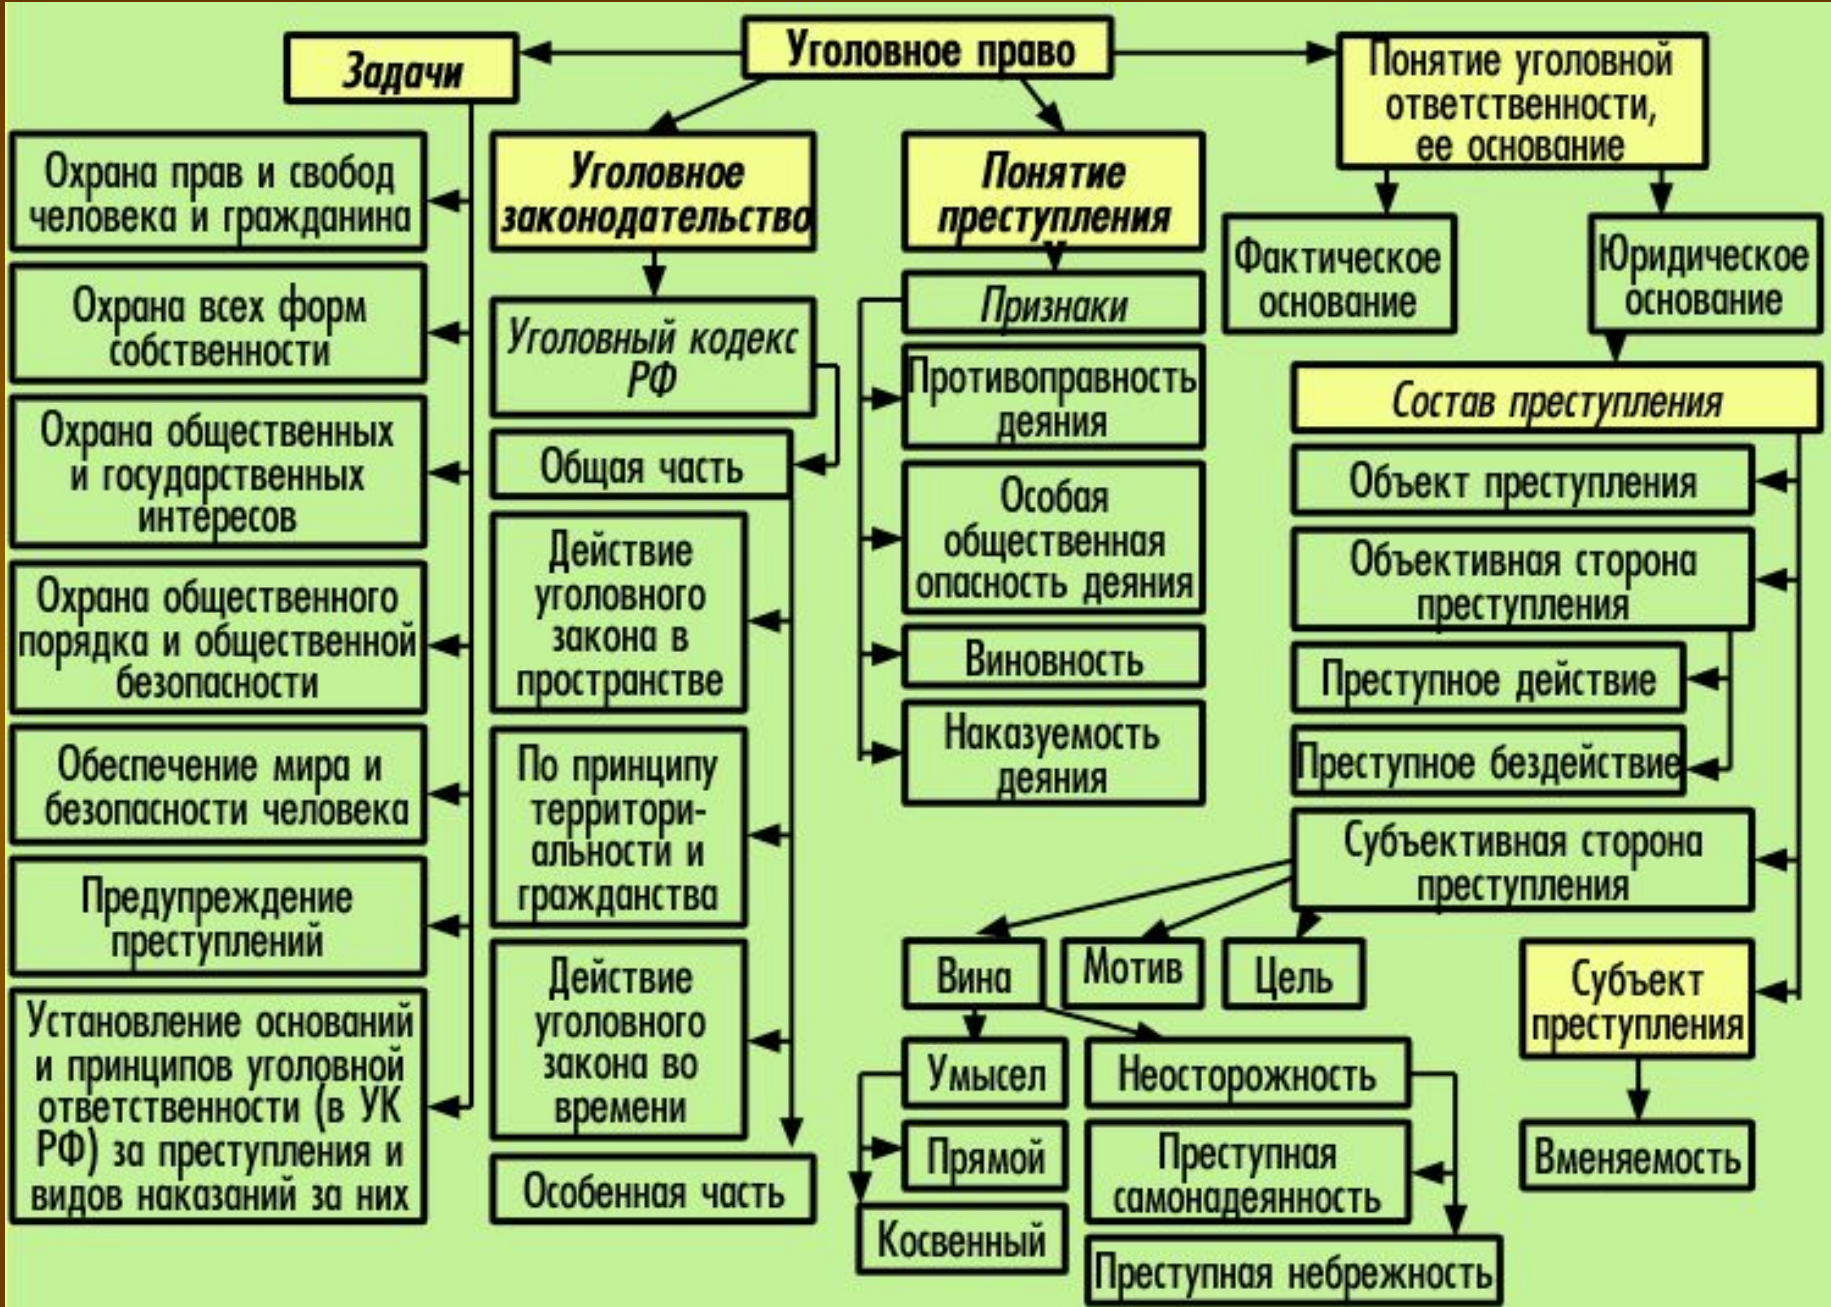 Уголовное право
Задачи
Охрана прав и свобод
человека и гражданина
Охрана всех форм
собственности
Охрана общественных
и государственных
интересов
Охрана общественного
порядка и общественной
безопасности
Обеспечение мира и
безопасности человека
Предупреждение
преступлений
Установление оснований
и принципов уголовной
ответственности (в УК
РФ) за преступления и
видов наказаний за них
Уголовное
законодательство
Уголовный кодекс
РФ
Общая часть
Действие
уголовного
закона в
пространстве
По принципу
территори-
альности и
гражданства
Действие
уголовного
закона во
времени
Особенная часть
Понятие
преступления
Признаки
Противоправность
деяния
Особая
общественная
опасность деяния
Виновность
Наказуемость
деяния
Понятие уголовной
ответственности,
ее основание
Фактическое
основание
Юридическое
основание
Состав преступления
Объект преступления
Объективная сторона
преступления
Преступное действие
Преступное бездействие
Субъективная сторона
преступления
Вина
Мотив
Цель
Умысел
Прямой
Косвенный
Неосторожность
Преступная
самонадеянность
Преступная небрежность
Субъект
преступления
Вменяемость